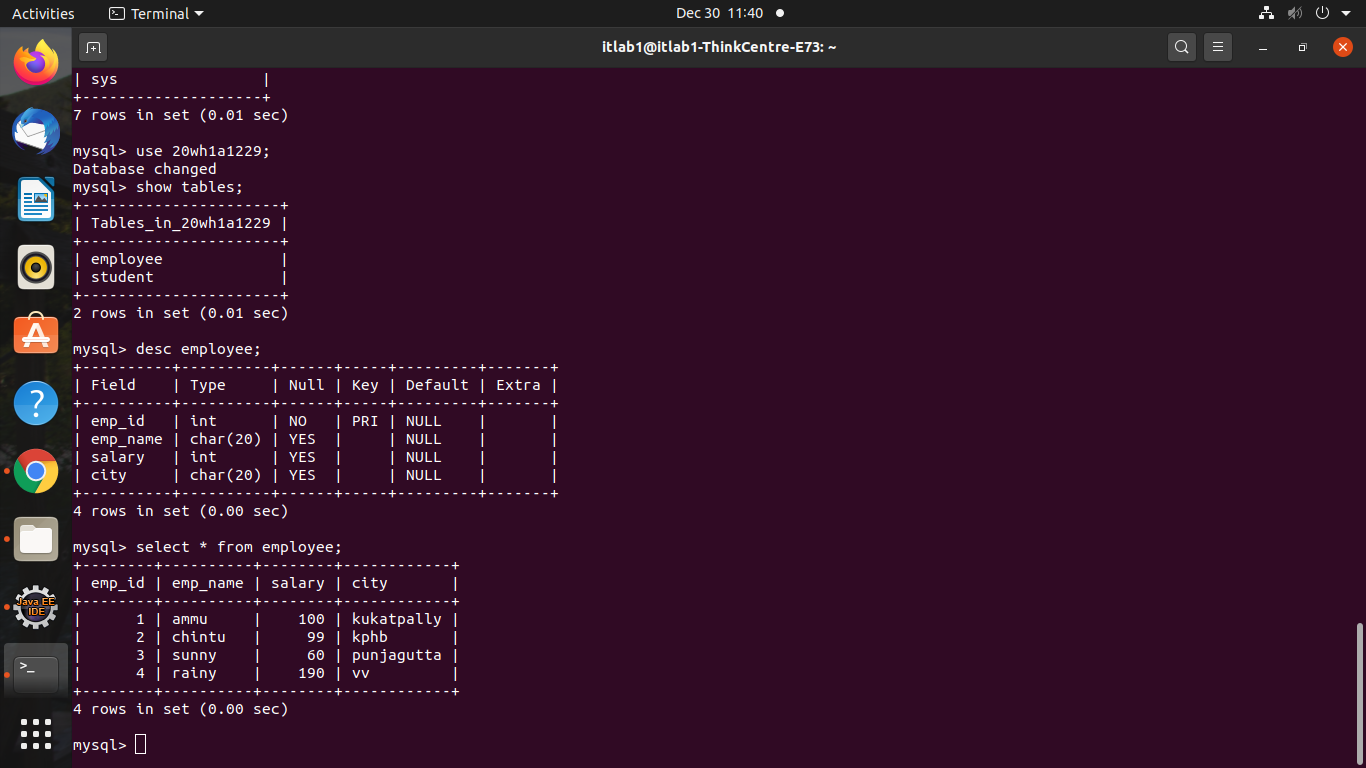 Activities Terminal Dec 30 11:40
itlab1@itlab1-ThinkCentre-E73: ~
| sys                 |
+---------------------+
7 rows in set (0.01 sec)
mysql> use 20wh1a1229;
Database changed
mysql> show tables;
+----------------------+
| Tables_in_20wh1a1229 |
+----------------------+
| employee             |
| student              |
+----------------------+
2 rows in set (0.01 sec)
mysql> desc employee;
+----------+----------+------+-----+---------+-------+
| Field    | Type     | Null | Key | Default | Extra |
+----------+----------+------+-----+---------+-------+
| emp_id   | int      | NO   | PRI | NULL    |       |
| emp_name | char(20) | YES  |     | NULL    |       |
| salary   | int      | YES  |     | NULL    |       |
| city     | char(20) | YES  |     | NULL    |       |
+----------+----------+------+-----+---------+-------+
4 rows in set (0.00 sec)
mysql> select * from employee;
+--------+----------+--------+------------+
| emp_id | emp_name | salary | city       |
+--------+----------+--------+------------+
|      1 | ammu     |    100 | kukatpally |
|      2 | chintu   |     99 | kphb       |
|      3 | sunny    |     60 | punjagutta |
|      4 | rainy    |    190 | vv         |
+--------+----------+--------+------------+
4 rows in set (0.00 sec)
mysql>
Java EE
IDE
>_